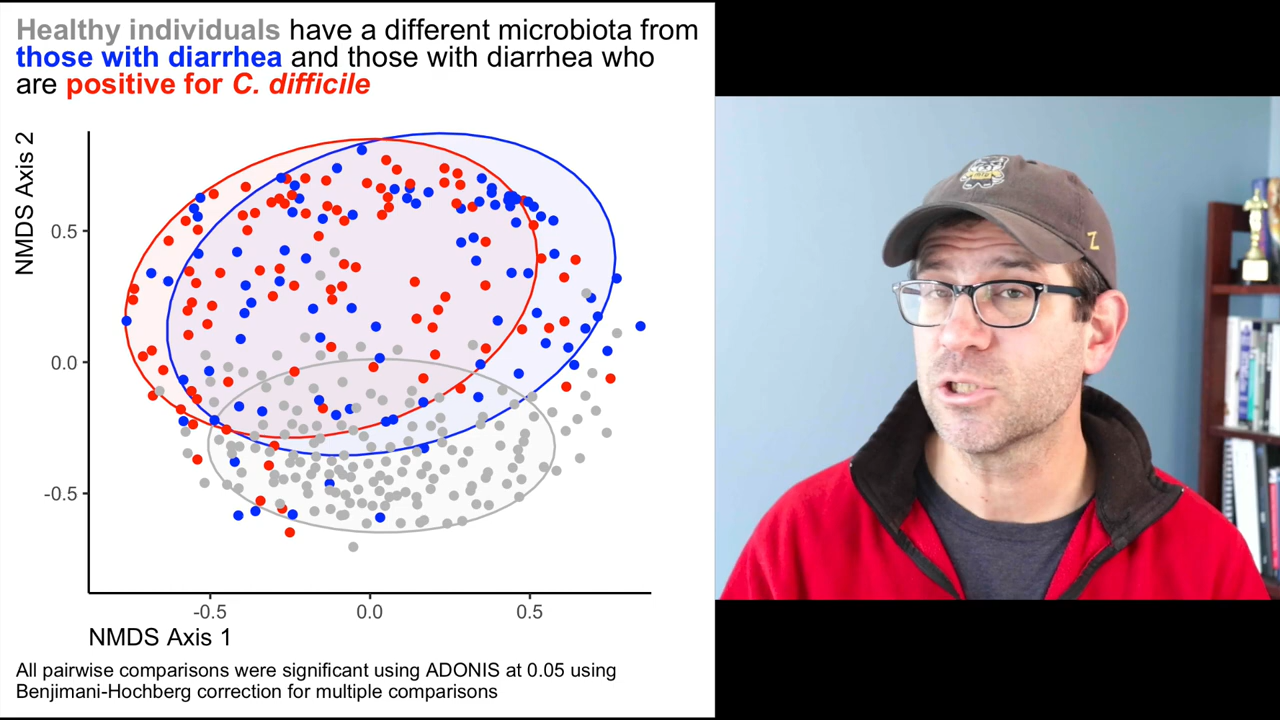 Healthy individuals have a different microbiota from
those with diarrhea and those with diarrhea who
are positive for C. difficile
NMDS Axis 2
0.5
0.0
-0.5
-0.5
0.0
0.5
NMDS Axis 1
All pairwise comparisons were significant using ADONIS at 0.05 using
Benjimani-Hochberg correction for multiple comparisons
Z